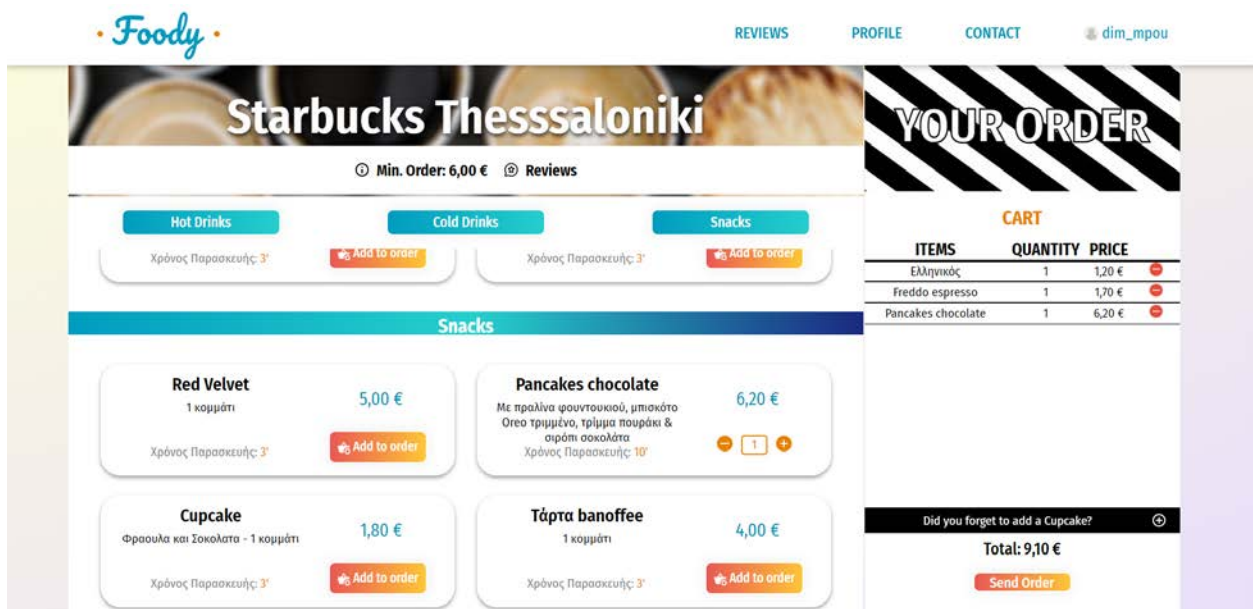 · Foody ·
REVIEWS PROFILE CONTACT dim_mpou
Starbucks Thesssaloniki
Min. Order: 6,00 € Reviews
Hot Drinks Cold Drinks Snacks
Χρόνος Παρασκευής: 3' Add to order
Χρόνος Παρασκευής: 3' Add to order
Snacks
Red Velvet
1 κομμάτι
5,00 €
Χρόνος Παρασκευής: 3'
Add to order
Pancakes chocolate
Με πραλίνα φουντουκιού, μπισκότο
Oreo τριμμένο, τρίμμα πουράκι &
σιρόπι σοκολάτα
Χρόνος Παρασκευής: 10'
6,20 €
1
Cupcake
Φραουλα και Σοκολατα - 1 κομμάτι
1,80 €
Χρόνος Παρασκευής: 3'
Add to order
Τάρτα banoffee
1 κομμάτι
4,00 €
Χρόνος Παρασκευής: 3'
Add to order
YOUR ORDER
CART
ITEMS QUANTITY PRICE
Ελληνικός 1 1,20 €
Freddo espresso 1 1,70 €
Pancakes chocolate 1 6,20 €
Did you forget to add a Cupcake?
Total: 9,10 €
Send Order